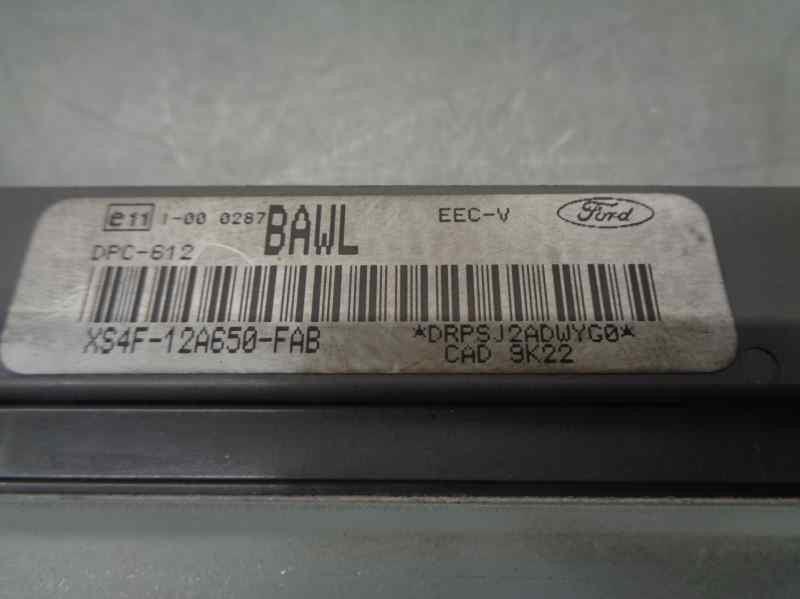 e11 1-00 0287 BAWL EEC-V Ford
DPC-612
XS4F-12A650-FAB *DRPSJ2ADWYG0*
CAD 9K22